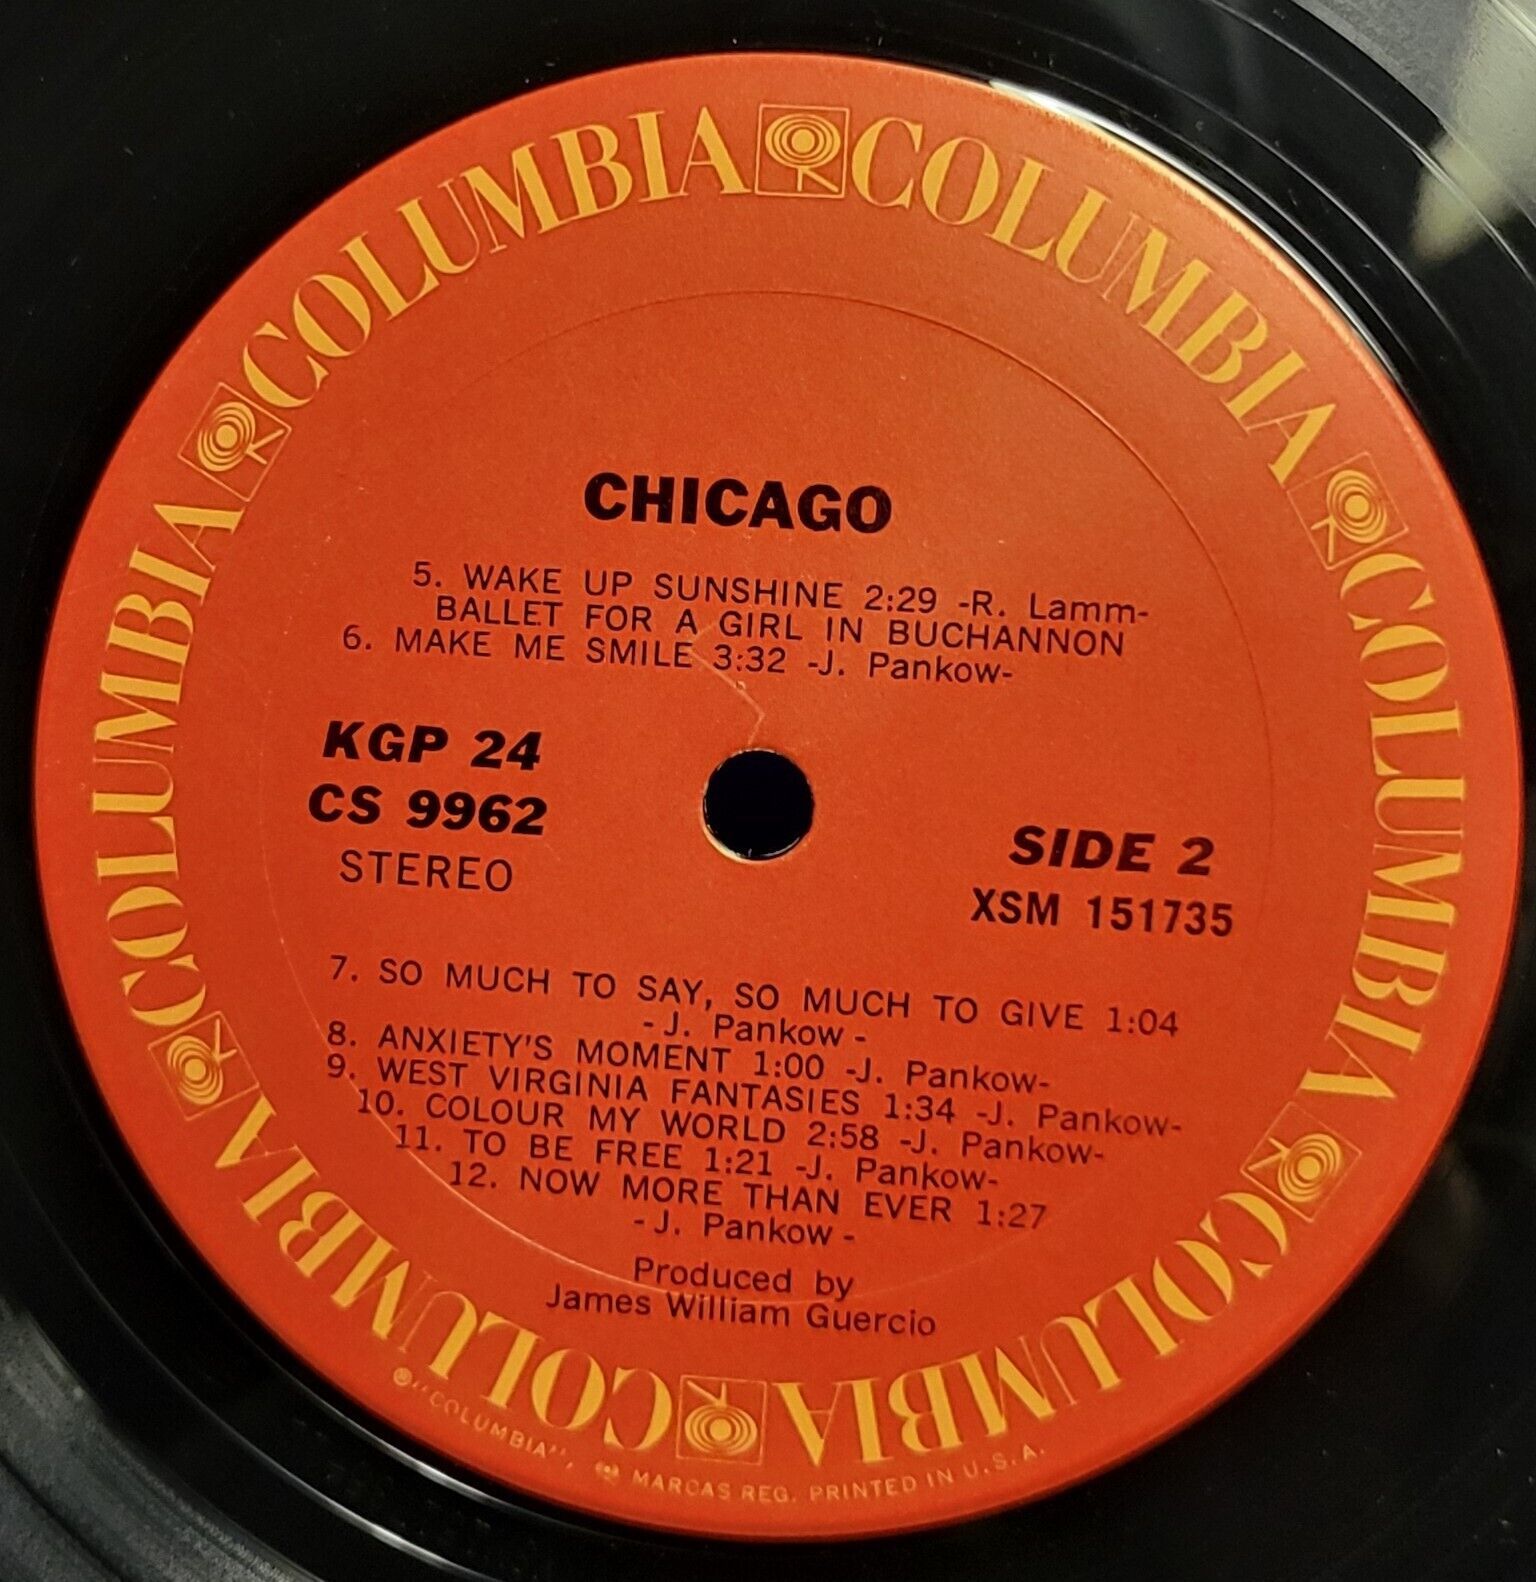 COLUMBIA COLUMBIA COLUMBIA COLUMBIA COLUMBIA COLUMBIA
CHICAGO
5. WAKE UP SUNSHINE 2:29 -R. Lamm-
BALLET FOR A GIRL IN BUCHANNON
6. MAKE ME SMILE 3:32 -J. Pankow-
KGP 24
CS 9962
STEREO
SIDE 2
XSM 151735
7. SO MUCH TO SAY, SO MUCH TO GIVE 1:04
-J. Pankow-
8. ANXIETY'S MOMENT 1:00 -J. Pankow-
9. WEST VIRGINIA FANTASIES 1:34 -J. Pankow-
10. COLOUR MY WORLD 2:58 -J. Pankow-
11. TO BE FREE 1:21 -J. Pankow-
12. NOW MORE THAN EVER 1:27
-J. Pankow-
Produced by
James William Guercio
® "COLUMBIA", MARCAS REG. PRINTED IN U.S.A.